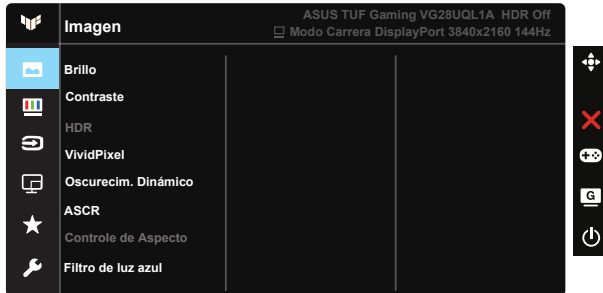 Imagen
ASUS TUF Gaming VG28UQL1A HDR Off
Modo Carrera DisplayPort 3840x2160 144Hz
Brillo
Contraste
HDR
VividPixel
Oscurecim. Dinámico
ASCR
Controle de Aspecto
Filtro de luz azul
G